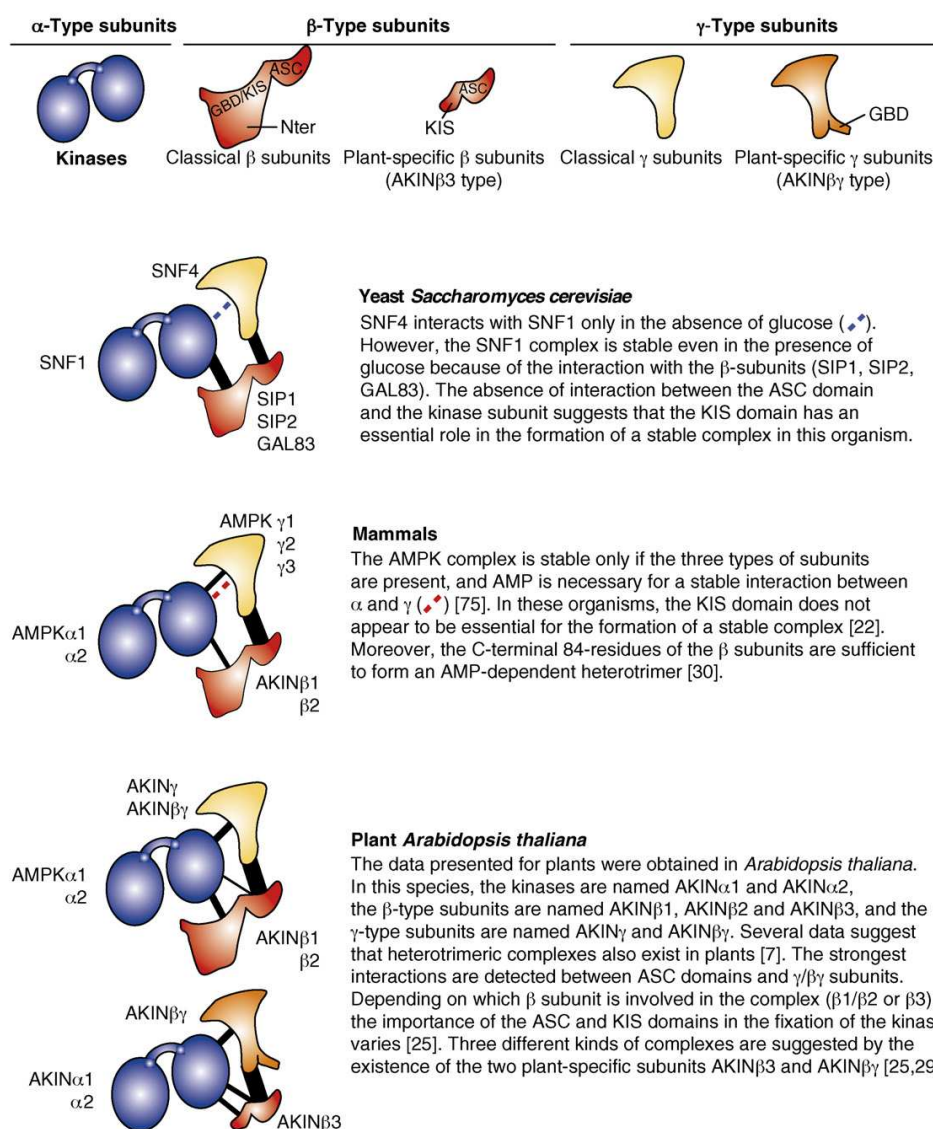 α-Type subunits
β-Type subunits
γ-Type subunits
GBD/KIS
ASC
Nter
ASC
KIS
GBD
Kinases
Classical β subunits
Plant-specific β subunits
(AKINβ3 type)
Classical γ subunits
Plant-specific γ subunits
(AKINβγ type)
SNF4
SNF1
SIP1
SIP2
GAL83
Yeast Saccharomyces cerevisiae
SNF4 interacts with SNF1 only in the absence of glucose ( ).
However, the SNF1 complex is stable even in the presence of
glucose because of the interaction with the β-subunits (SIP1, SIP2,
GAL83). The absence of interaction between the ASC domain
and the kinase subunit suggests that the KIS domain has an
essential role in the formation of a stable complex in this organism.
AMPK γ1
γ2
γ3
AMPKα1
α2
AKINβ1
β2
Mammals
The AMPK complex is stable only if the three types of subunits
are present, and AMP is necessary for a stable interaction between
α and γ ( ) [75]. In these organisms, the KIS domain does not
appear to be essential for the formation of a stable complex [22].
Moreover, the C-terminal 84-residues of the β subunits are sufficient
to form an AMP-dependent heterotrimer [30].
AKINγ
AKINβγ
AMPKα1
α2
AKINβ1
β2
AKINβγ
AKINα1
α2
AKINβ3
Plant Arabidopsis thaliana
The data presented for plants were obtained in Arabidopsis thaliana.
In this species, the kinases are named AKINα1 and AKINα2,
the β-type subunits are named AKINβ1, AKINβ2 and AKINβ3, and the
γ-type subunits are named AKINγ and AKINβγ. Several data suggest
that heterotrimeric complexes also exist in plants [7]. The strongest
interactions are detected between ASC domains and γ/βγ subunits.
Depending on which β subunit is involved in the complex (β1/β2 or β3)
the importance of the ASC and KIS domains in the fixation of the kinas
varies [25]. Three different kinds of complexes are suggested by the
existence of the two plant-specific subunits AKINβ3 and AKINβγ [25,29